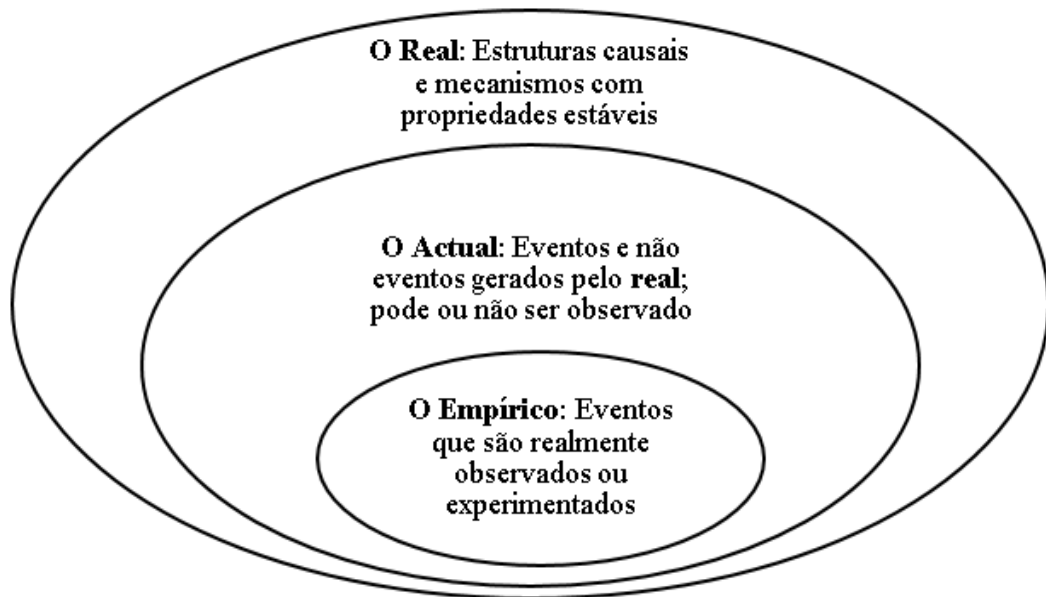 O Real: Estruturas causais
e mecanismos com
propriedades estáveis
O Actual: Eventos e não
eventos gerados pelo real;
pode ou não ser observado
O Empírico: Eventos
que são realmente
observados ou
experimentados